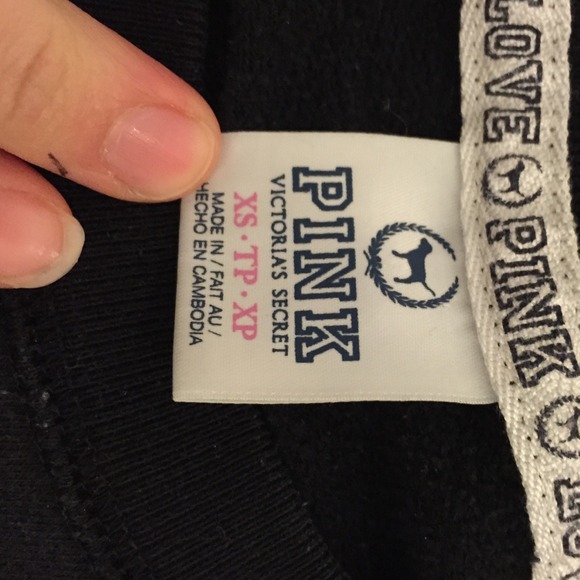 PINK
VICTORIA'S SECRET
XS • TP • XP
MADE IN / FAIT AU /
HECHO EN CAMBODIA
LOVE PINK